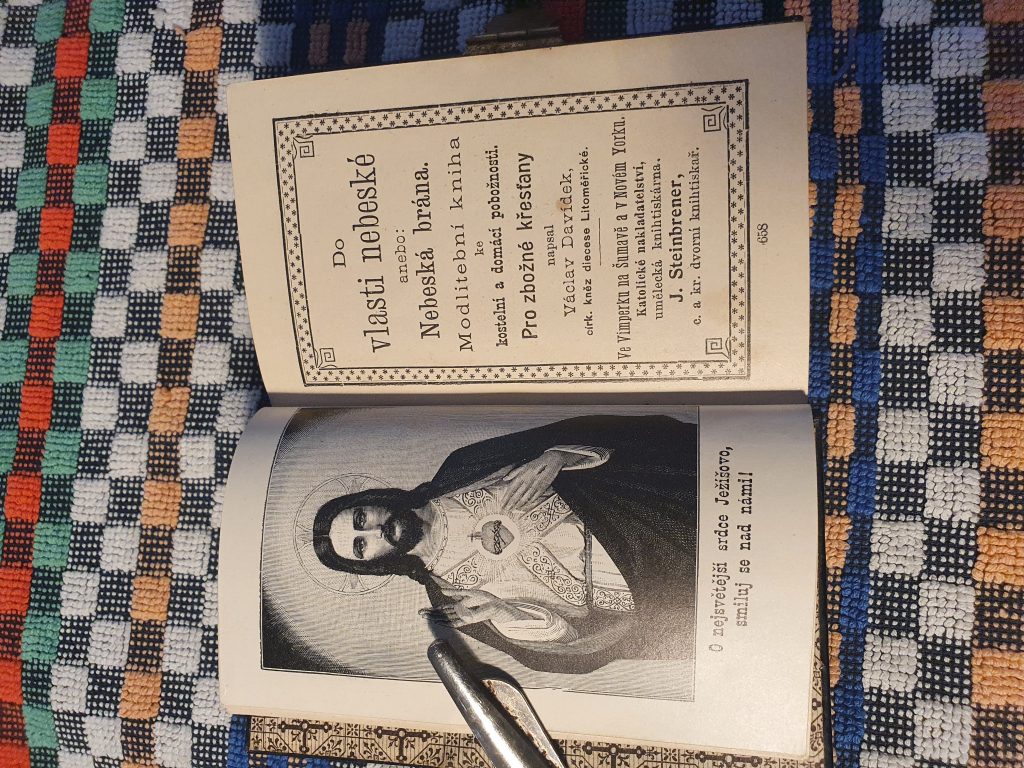 O nejsvětější srdce Ježíšovo,
smiluj se nad námi!
Do
vlasti nebeské
anebo:
Nebeská brána.
Modlitební kniha
ke
kostelní a domácí pobožnosti.
Pro zbožné křesťany
napsal
Václav Davídek,
círk. kněz diecese Litoměřické.
Ve Vimperku na Šumavě a v Novém Yorku.
Katolické nakladatelství,
umělecká knihtiskárna.
J. Steinbrener,
c. a kr. dvorní knihtiskař.
658